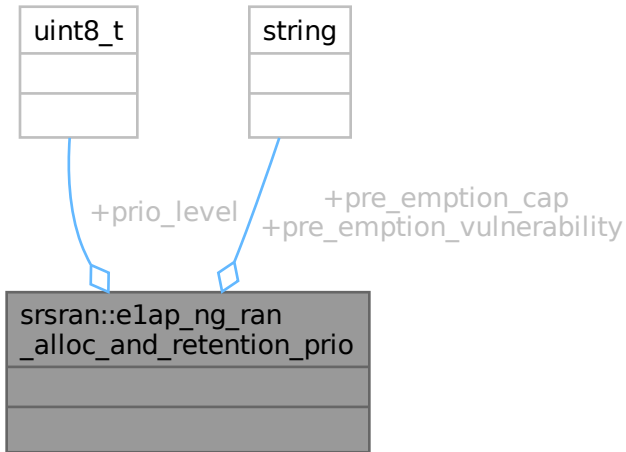 uint8_t
string
+prio_level
+pre_emption_cap
+pre_emption_vulnerability
srsran::e1ap_ng_ran
_alloc_and_retention_prio